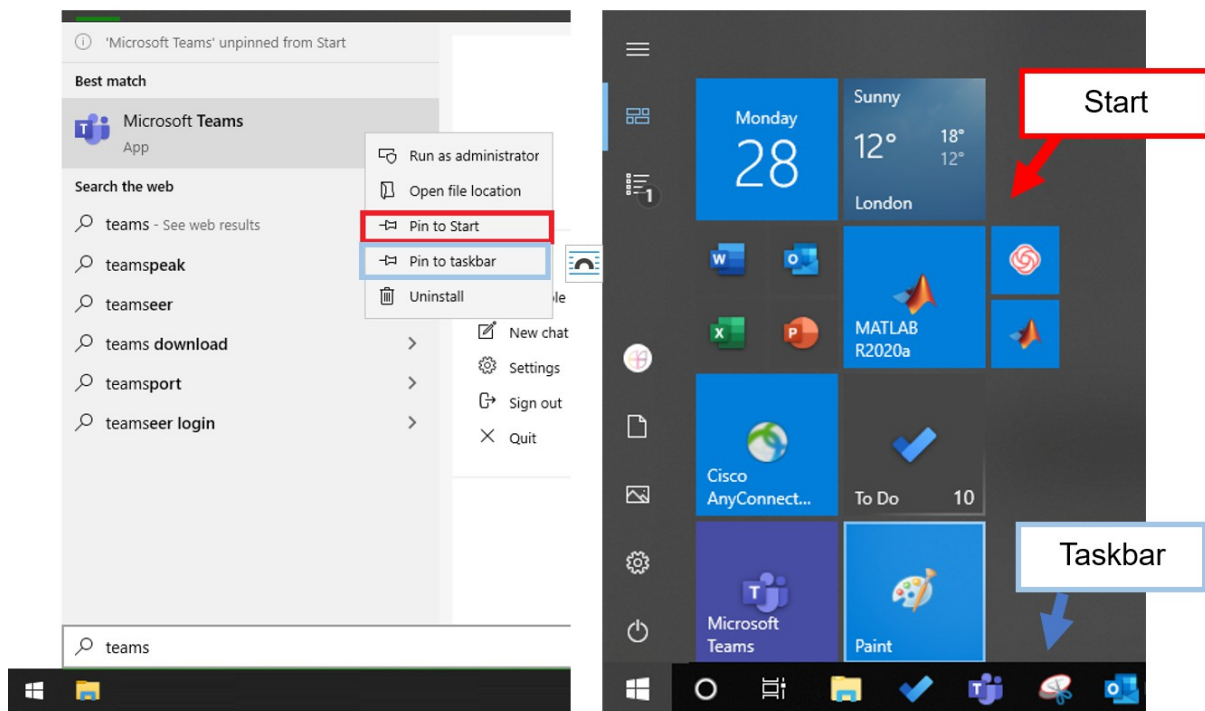 'Microsoft Teams' unpinned from Start
Best match
Microsoft Teams
App
Search the web
teams - See web results
teamspeak
teamseer
teams download
teamsport
teamseer login
teams
Run as administrator
Open file location
Pin to Start
Pin to taskbar
Uninstall
le
New chat
Settings
Sign out
Quit
Start
Monday
28
Sunny
12° 18°
12°
London
1
MATLAB
R2020a
Cisco
AnyConnect...
To Do 10
Microsoft
Teams
Paint
Taskbar